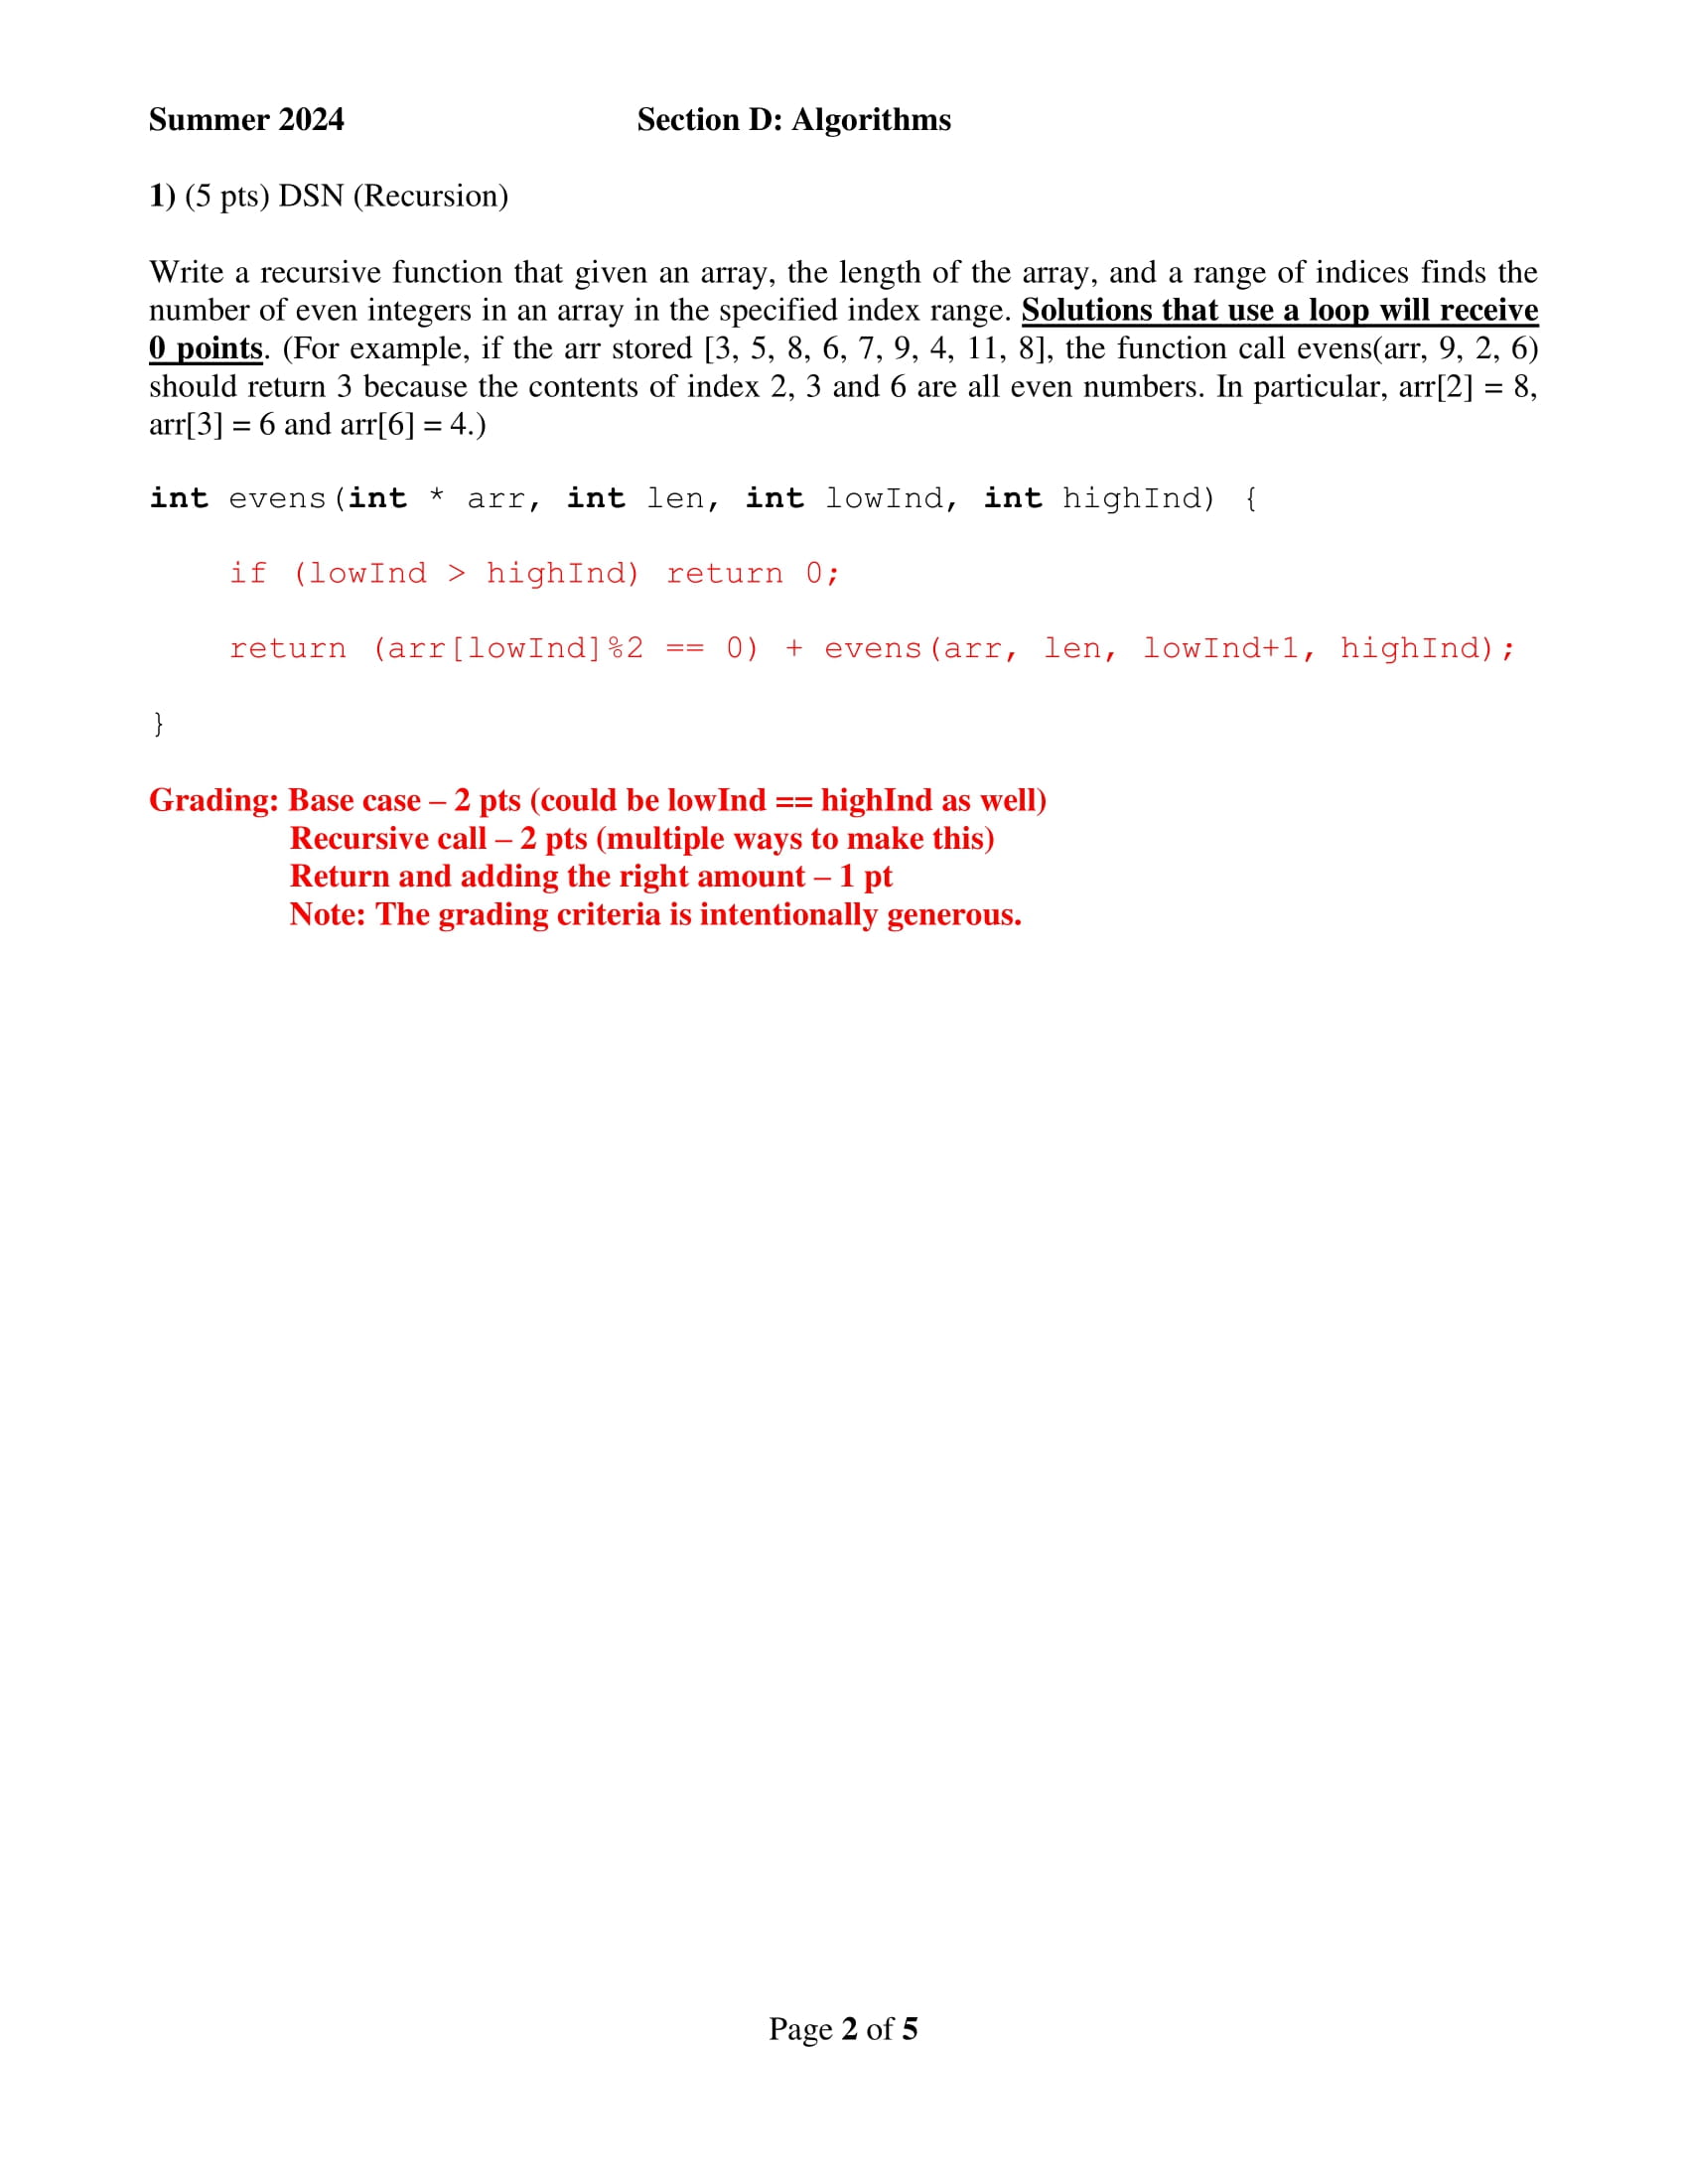 Summer 2024 Section D: Algorithms
1) (5 pts) DSN (Recursion)
Write a recursive function that given an array, the length of the array, and a range of indices finds the
number of even integers in an array in the specified index range. Solutions that use a loop will receive
0 points. (For example, if the arr stored [3, 5, 8, 6, 7, 9, 4, 11, 8], the function call evens(arr, 9, 2, 6)
should return 3 because the contents of index 2, 3 and 6 are all even numbers. In particular, arr[2] = 8,
arr[3] = 6 and arr[6] = 4.)
int evens(int * arr, int len, int lowInd, int highInd) {
if (lowInd > highInd) return 0;
return (arr[lowInd]%2 == 0) + evens(arr, len, lowInd+1, highInd);
}
Grading: Base case – 2 pts (could be lowInd == highInd as well)
Recursive call – 2 pts (multiple ways to make this)
Return and adding the right amount – 1 pt
Note: The grading criteria is intentionally generous.
Page 2 of 5